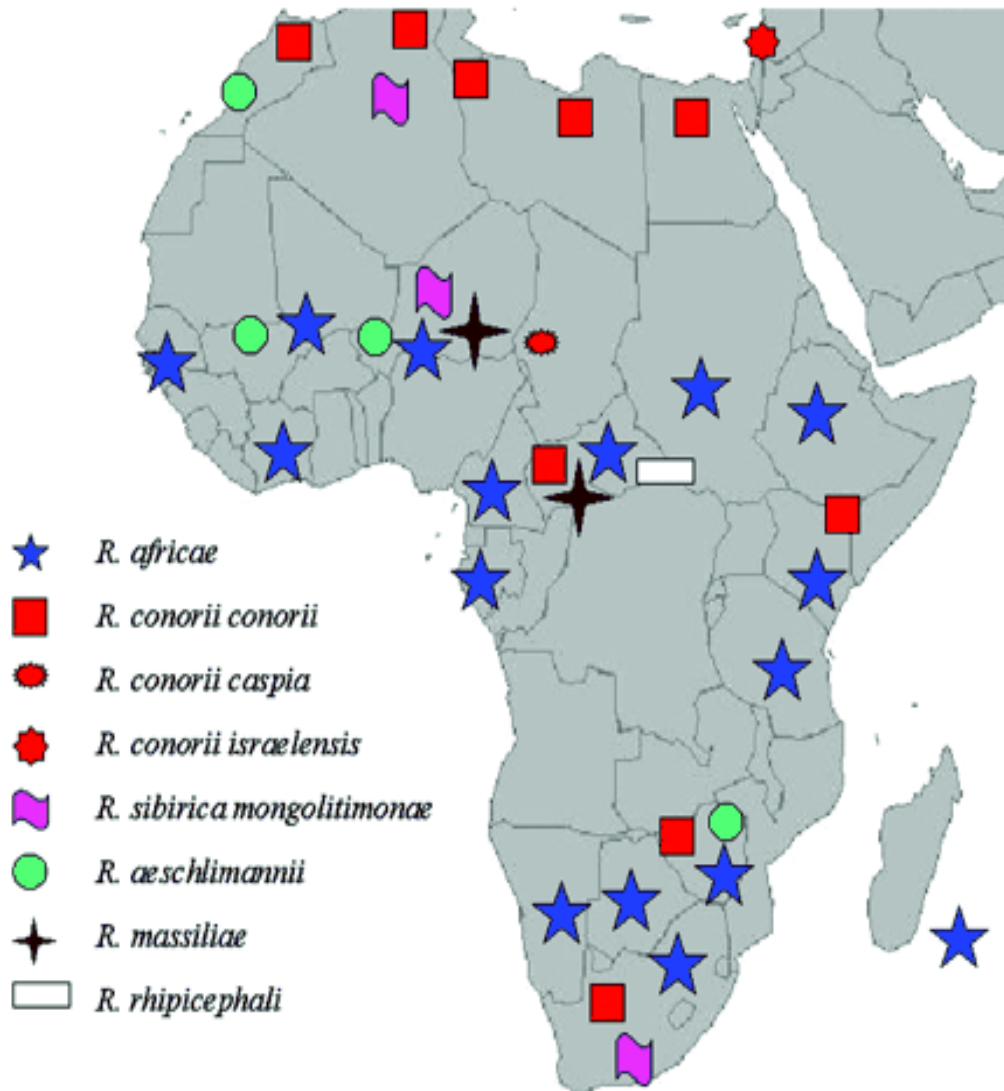 R. africae
R. conorii conorii
R. conorii caspia
R. conorii israelensis
R. sibirica mongolitimonae
R. aeschlimannii
R. massiliae
R. rhipicephali